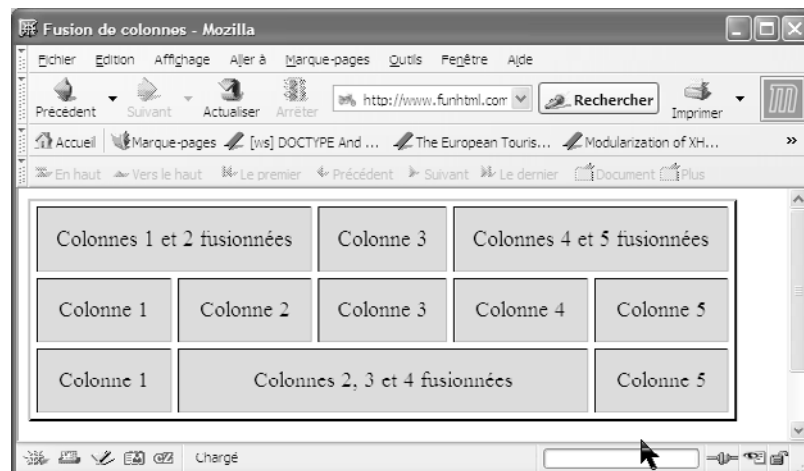 Fusion de colonnes - Mozilla
Fichier Edition Affichage Aller à Marque-pages Outils Fenêtre Aide
Précédent Suivant Actualiser Arrêter http://www.funhtml.com Rechercher Imprimer
Accueil Marque-pages [ws] DOCTYPE And ... The European Touris... Modularization of XH... »
En haut Vers le haut Le premier Précédent Suivant Le dernier Document Plus
Colonnes 1 et 2 fusionnées Colonne 3 Colonnes 4 et 5 fusionnées
Colonne 1 Colonne 2 Colonne 3 Colonne 4 Colonne 5
Colonne 1 Colonnes 2, 3 et 4 fusionnées Colonne 5
Chargé